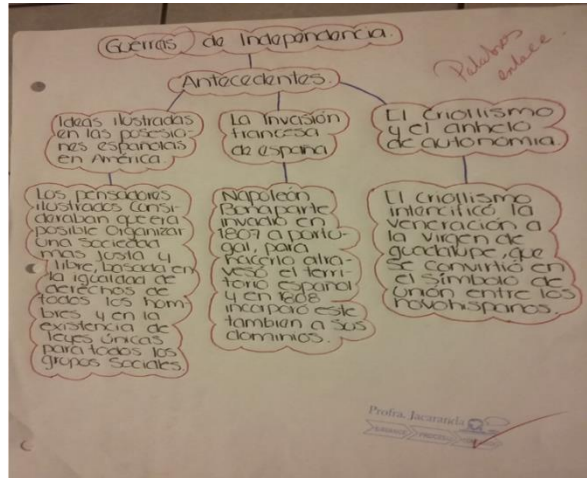 Guerras de Independencia.
Palabras
enlace.
Antecedentes.
Ideas ilustradas
en las posesio-
nes españolas
en América.
La Invasión
francesa
de españa
El criollismo
y el anhelo
de autonomia.
Los pensadores
ilustrados consi-
deraban que era
posible organizar
una sociedad
mas justa y
libre, basada en
la igualdad de
derechos de
todos los hom
bres y en la
existencia de
leyes únicas
para todos los
grupos sociales.
Napoleón
Bonaparte
invadió en
1807 a portu-
gal, para
hacerlo atra-
vesó el terri-
torio español
y en 1808
incorporó este
tambien a sus
dominios.
El criollismo
intencificó la
veneración a
la virgen de
guadalupe, que
se convirtió en
el símbolo de
unión entre los
novohispanos.
Profra. Jacaranda